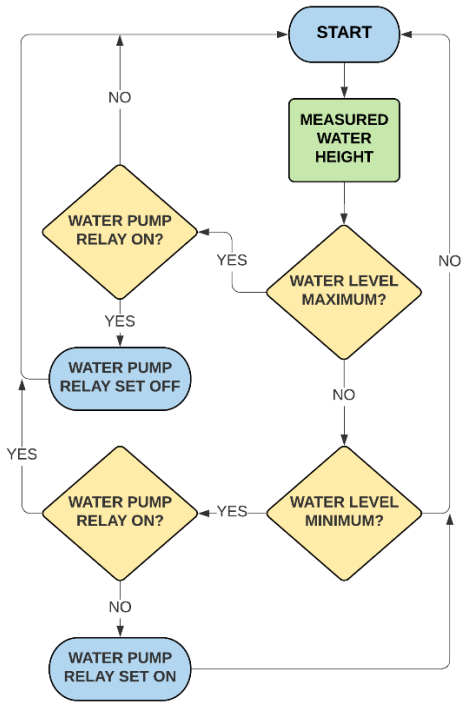 START
MEASURED
WATER
HEIGHT
NO
WATER PUMP
RELAY ON?
YES
WATER LEVEL
MAXIMUM?
NO
YES
WATER PUMP
RELAY SET OFF
NO
YES
WATER PUMP
RELAY ON?
YES
WATER LEVEL
MINIMUM?
NO
WATER PUMP
RELAY SET ON